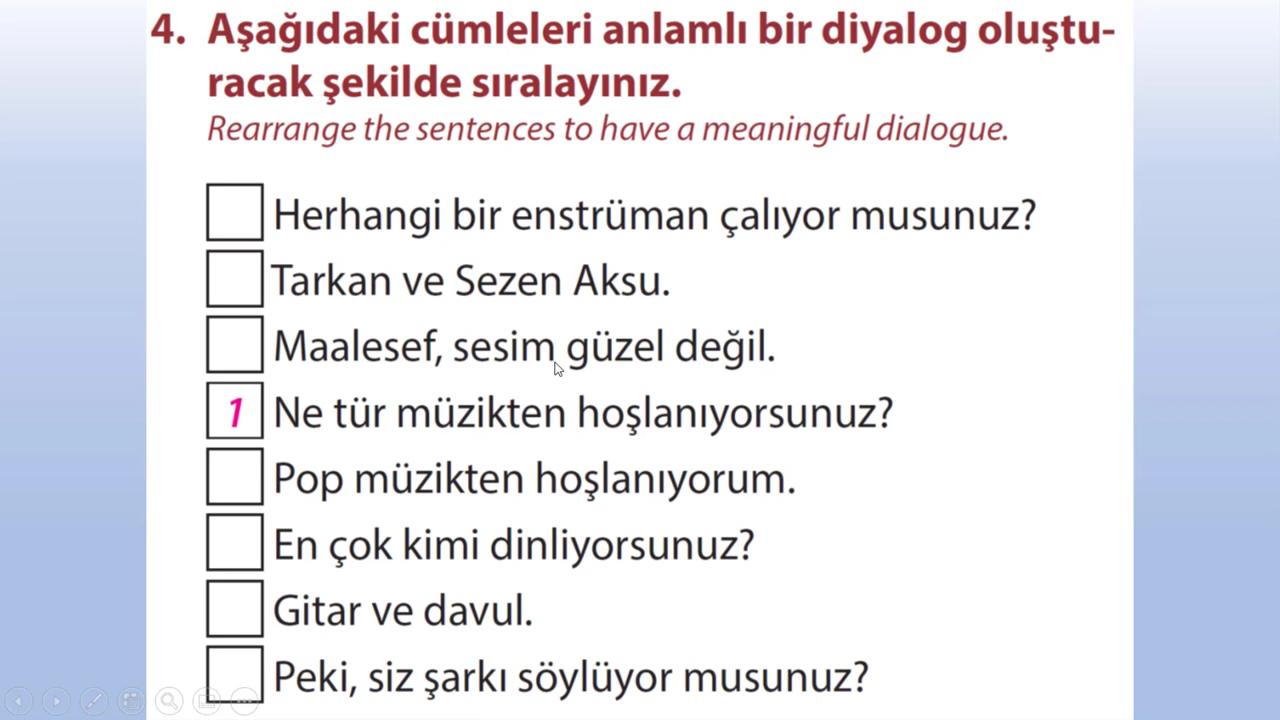 4. Aşağıdaki cümleleri anlamlı bir diyalog oluştu-
racak şekilde sıralayınız.
Rearrange the sentences to have a meaningful dialogue.
Herhangi bir enstrüman çalıyor musunuz?
Tarkan ve Sezen Aksu.
Maalesef, sesim güzel değil.
1 Ne tür müzikten hoşlanıyorsunuz?
Pop müzikten hoşlanıyorum.
En çok kimi dinliyorsunuz?
Gitar ve davul.
Peki, siz şarkı söylüyor musunuz?